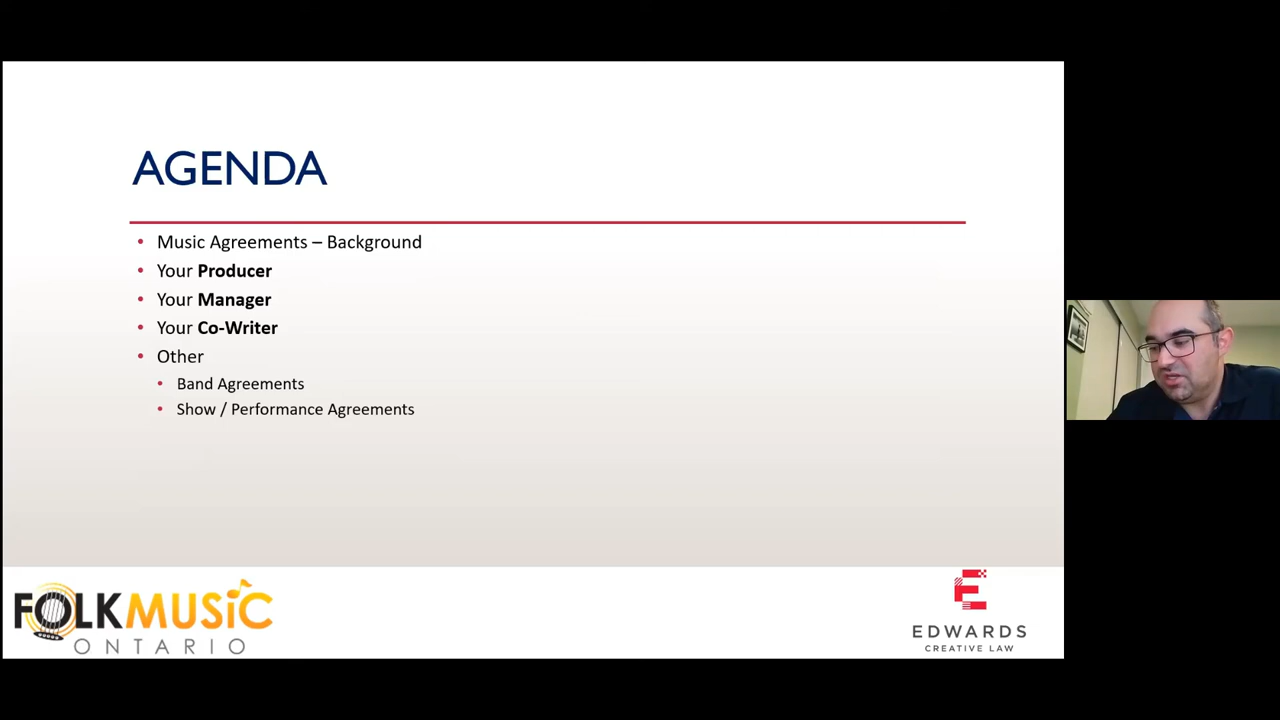 AGENDA
• Music Agreements – Background
• Your Producer
• Your Manager
• Your Co-Writer
• Other
• Band Agreements
• Show / Performance Agreements
FOLKMUSIC
ONTARIO
E
EDWARDS
CREATIVE LAW